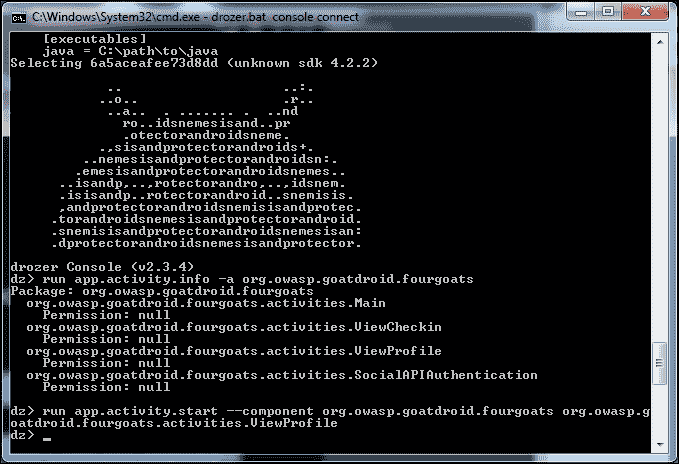 C:\Windows\System32\cmd.exe - drozer.bat console connect
[executables]
java = C:\path\to\java
Selecting 6a5aceafee73d8dd (unknown sdk 4.2.2)
..                    ..:.
..o..                  .r..
..a..  . ....... .  ..nd
ro..idsnemesisand..pr
.otectorandroidsneme.
.,sisandprotectorandroids+.
..nemesisandprotectorandroidsn:.
.emesisandprotectorandroidsnemes..
..isandp,..,rotectorandro,..,idsnem.
.isisandp..rotectorandroid..snemisis.
,andprotectorandroidsnemisisandprotec.
.torandroidsnemesisandprotectorandroid.
.snemisisandprotectorandroidsnemesisan:
.dprotectorandroidsnemesisandprotector.
drozer Console (v2.3.4)
dz> run app.activity.info -a org.owasp.goatdroid.fourgoats
Package: org.owasp.goatdroid.fourgoats
org.owasp.goatdroid.fourgoats.activities.Main
Permission: null
org.owasp.goatdroid.fourgoats.activities.ViewCheckin
Permission: null
org.owasp.goatdroid.fourgoats.activities.ViewProfile
Permission: null
org.owasp.goatdroid.fourgoats.activities.SocialAPIAuthentication
Permission: null
dz> run app.activity.start --component org.owasp.goatdroid.fourgoats org.owasp.g
oatdroid.fourgoats.activities.ViewProfile
dz> _